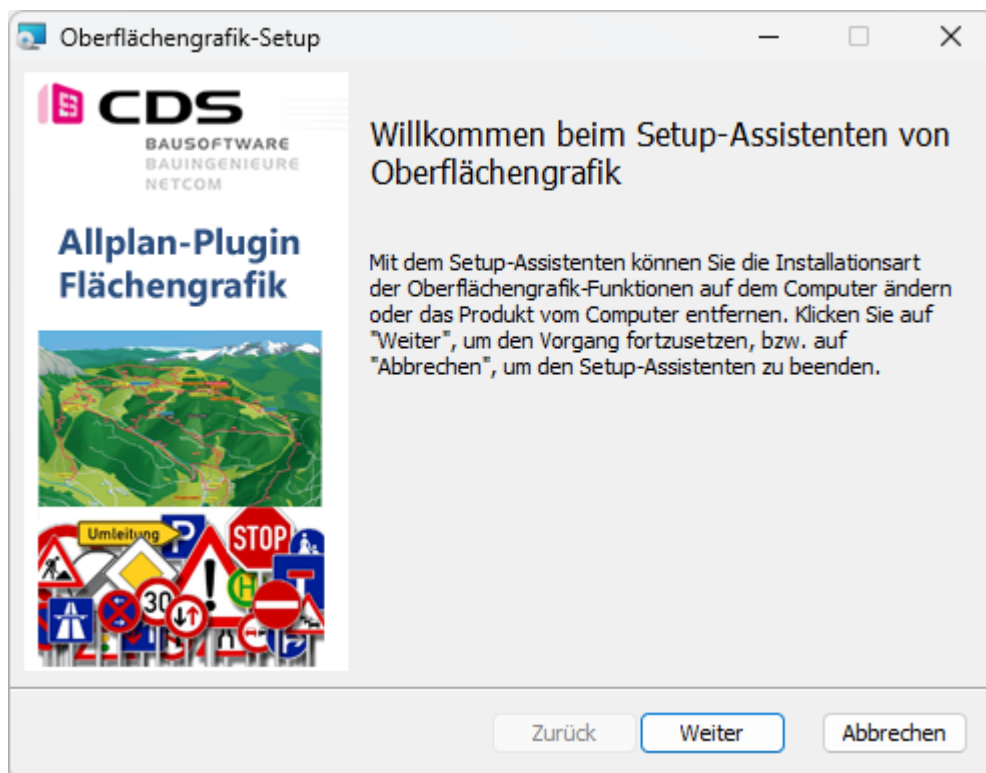 Oberflächengrafik-Setup
CDS
BAUSOFTWARE
BAUINGENIEURE
NETCOM
Allplan-Plugin
Flächengrafik
Umleitung
P
STOP
H
30
Willkommen beim Setup-Assistenten von
Oberflächengrafik
Mit dem Setup-Assistenten können Sie die Installationsart
der Oberflächengrafik-Funktionen auf dem Computer ändern
oder das Produkt vom Computer entfernen. Klicken Sie auf
"Weiter", um den Vorgang fortzusetzen, bzw. auf
"Abbrechen", um den Setup-Assistenten zu beenden.
Zurück
Weiter
Abbrechen